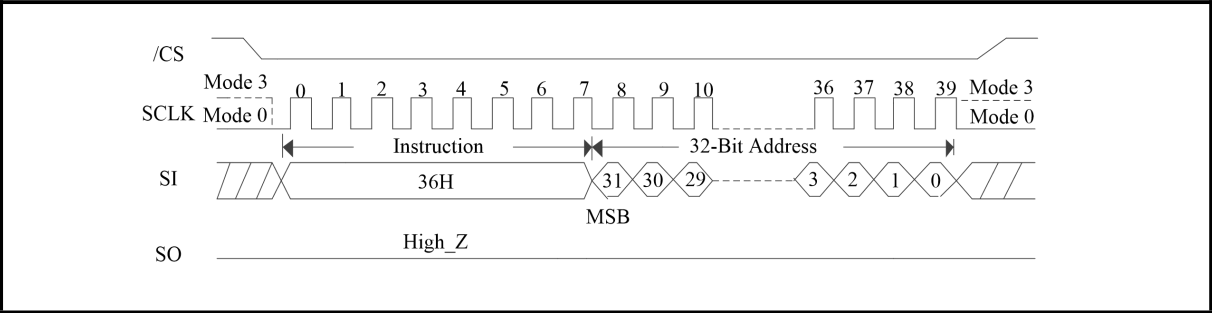 /CS
Mode 3
0 1 2 3 4 5 6 7 8 9 10 36 37 38 39
Mode 3
SCLK Mode 0
Mode 0
Instruction 32-Bit Address
SI 36H 31 30 29 3 2 1 0
MSB
High_Z
SO